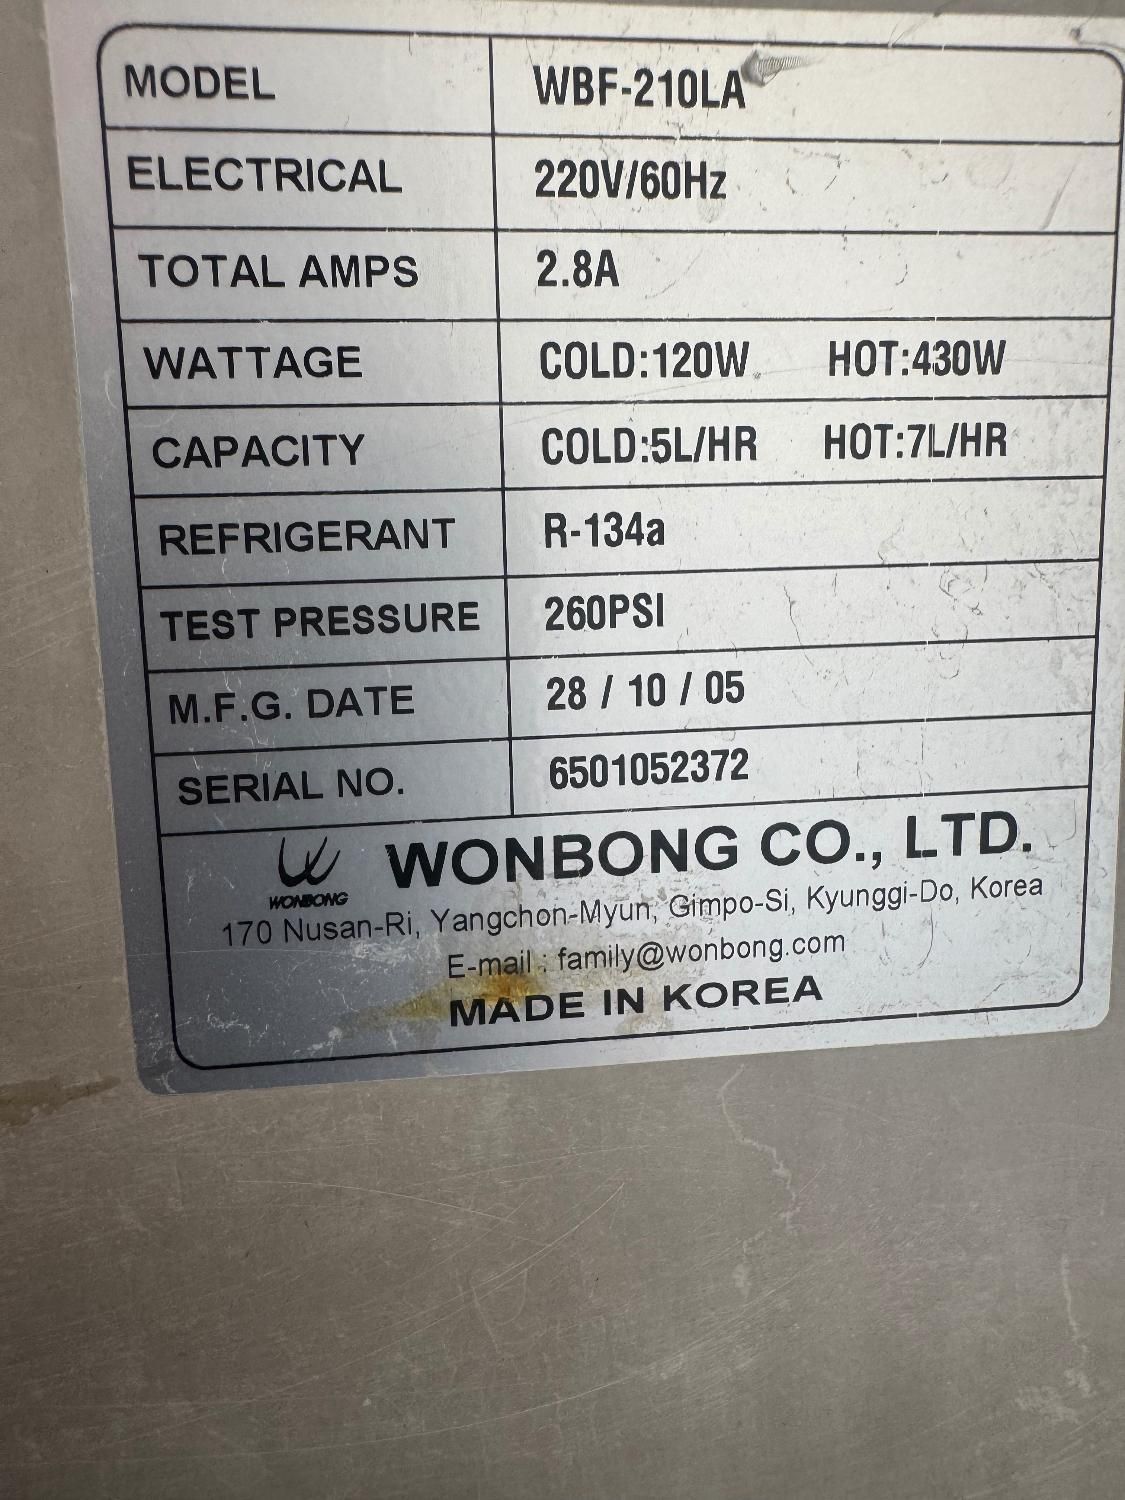 MODEL WBF-210LA
ELECTRICAL 220V/60Hz
TOTAL AMPS 2.8A
WATTAGE COLD:120W HOT:430W
CAPACITY COLD:5L/HR HOT:7L/HR
REFRIGERANT R-134a
TEST PRESSURE 260PSI
M.F.G. DATE 28 / 10 / 05
SERIAL NO. 6501052372
WONBONG WONBONG CO., LTD.
170 Nusan-Ri, Yangchon-Myun, Gimpo-Si, Kyunggi-Do, Korea
E-mail : family@wonbong.com
MADE IN KOREA